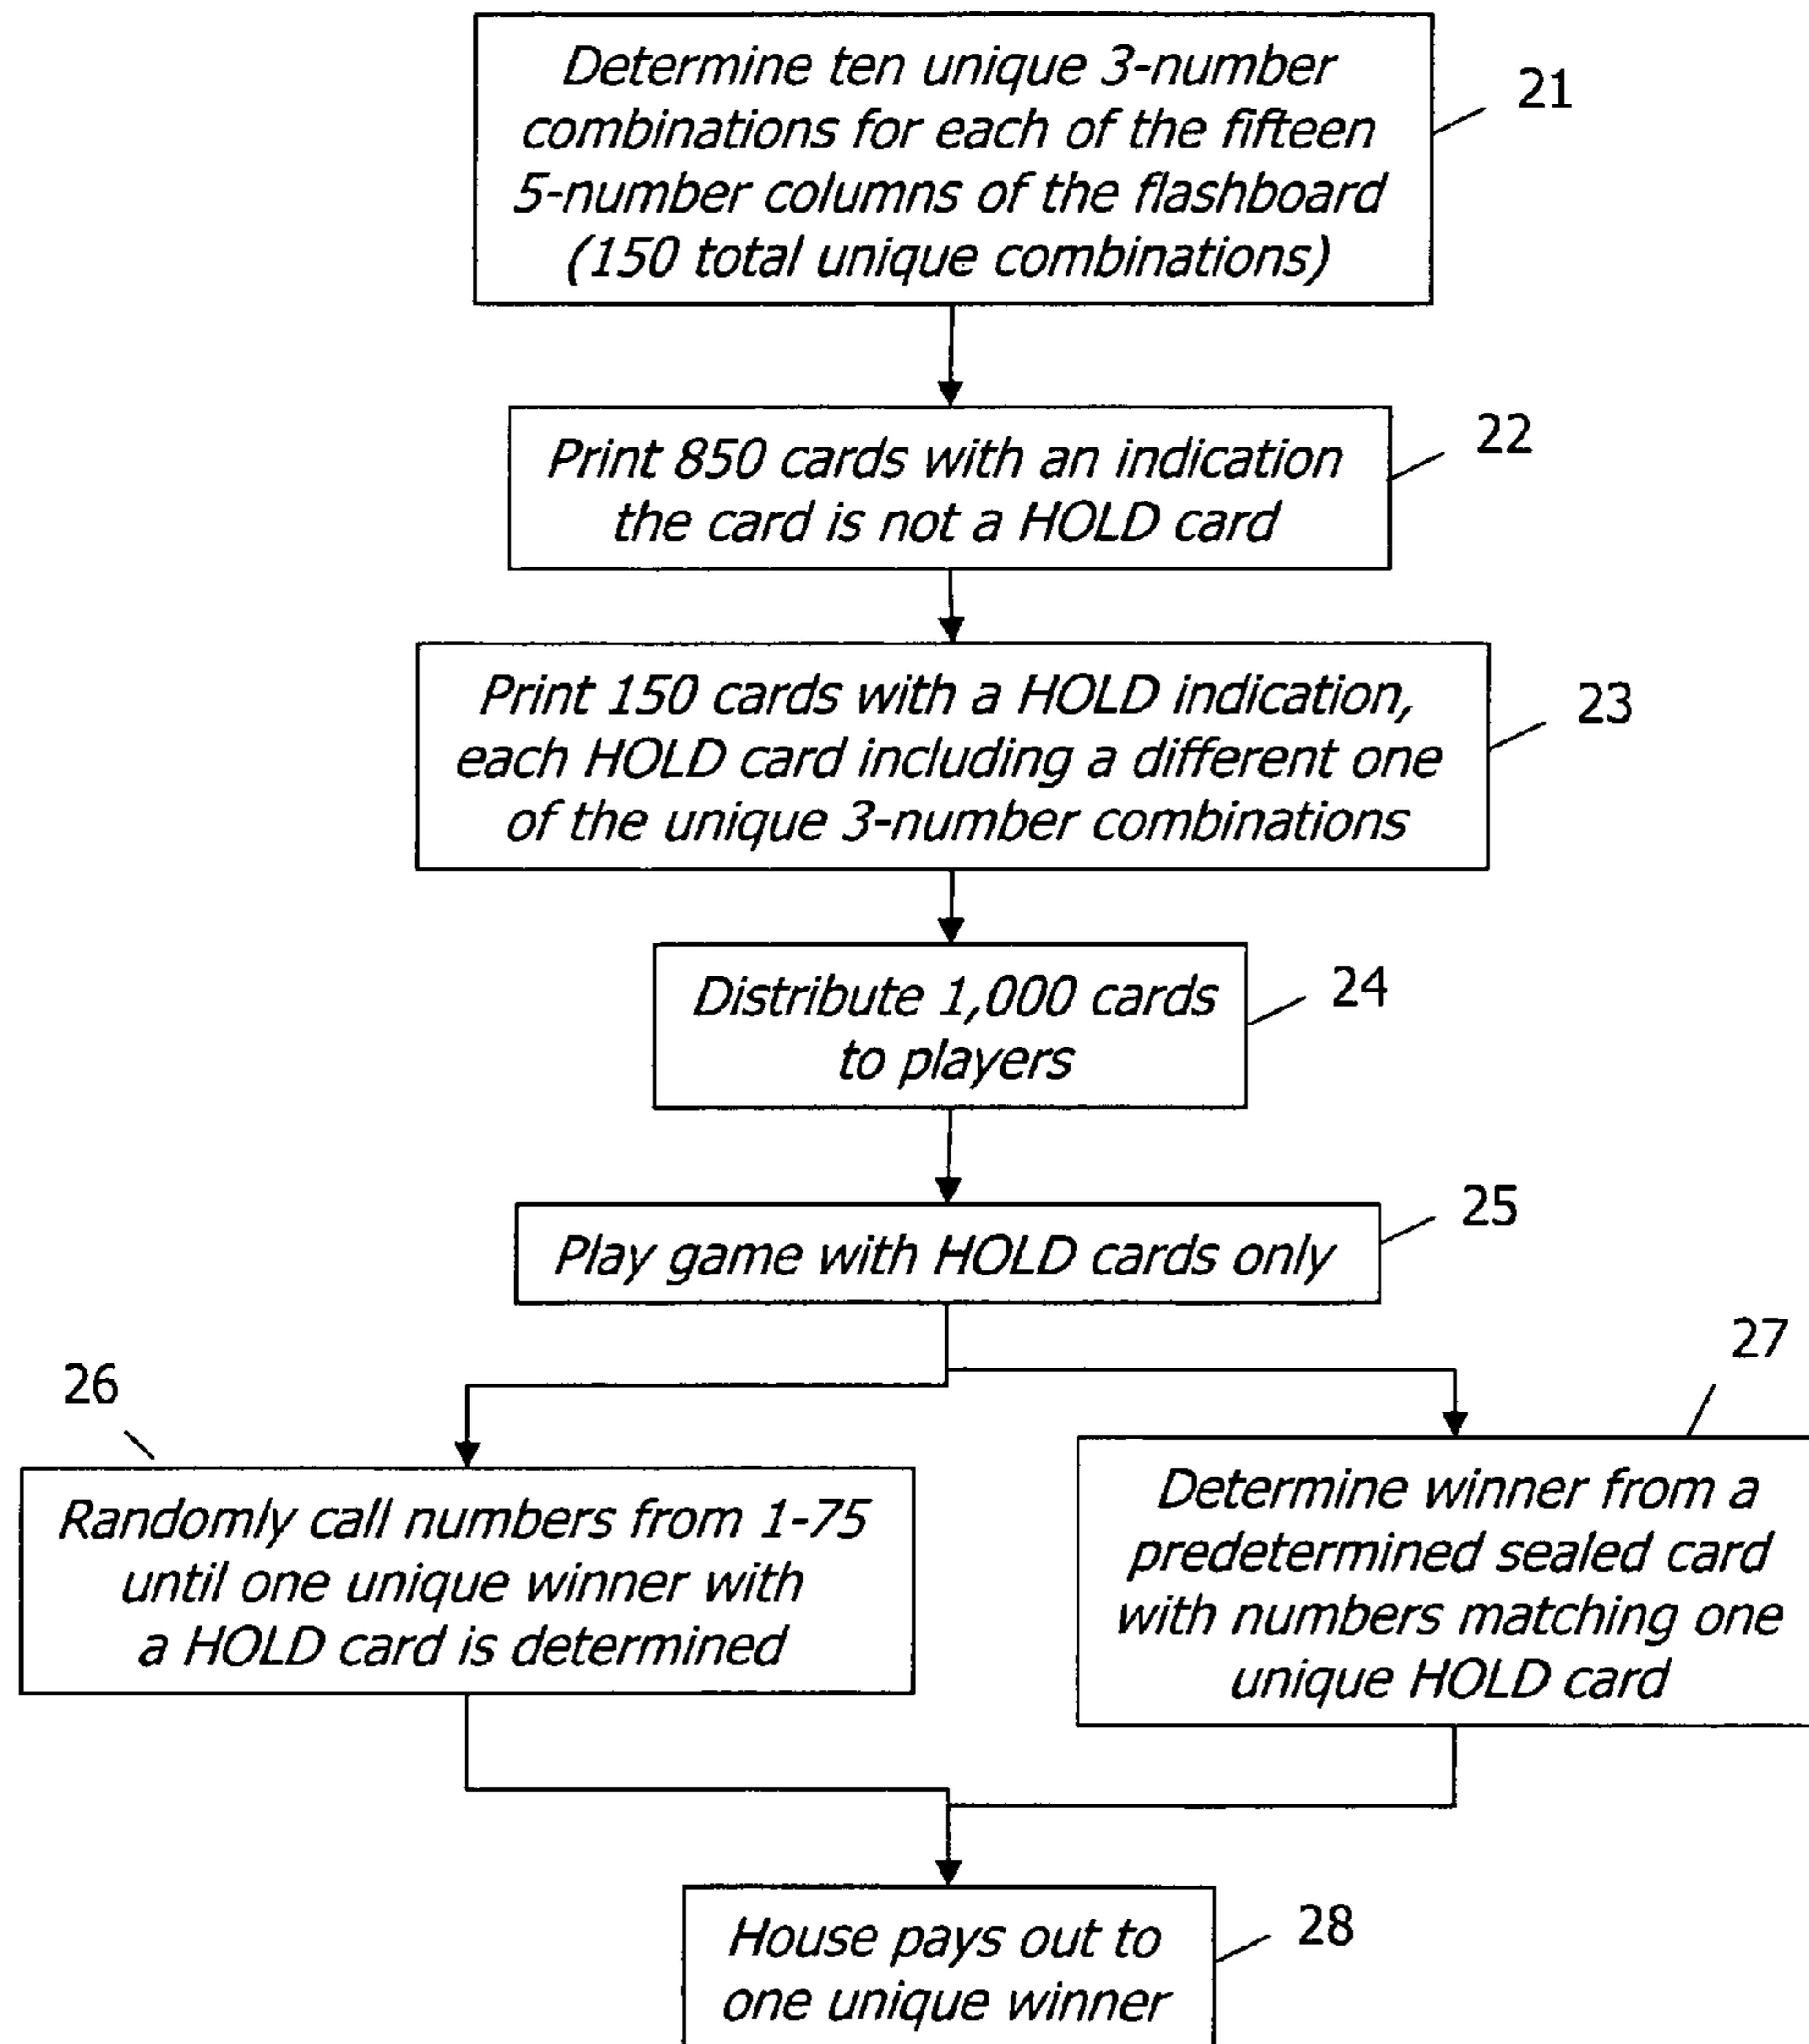 Determine ten unique 3-number
combinations for each of the fifteen
5-number columns of the flashboard
(150 total unique combinations)
21
Print 850 cards with an indication
the card is not a HOLD card
22
Print 150 cards with a HOLD indication,
each HOLD card including a different one
of the unique 3-number combinations
23
Distribute 1,000 cards
to players
24
Play game with HOLD cards only
25
26
Randomly call numbers from 1-75
until one unique winner with
a HOLD card is determined
27
Determine winner from a
predetermined sealed card
with numbers matching one
unique HOLD card
House pays out to
one unique winner
28